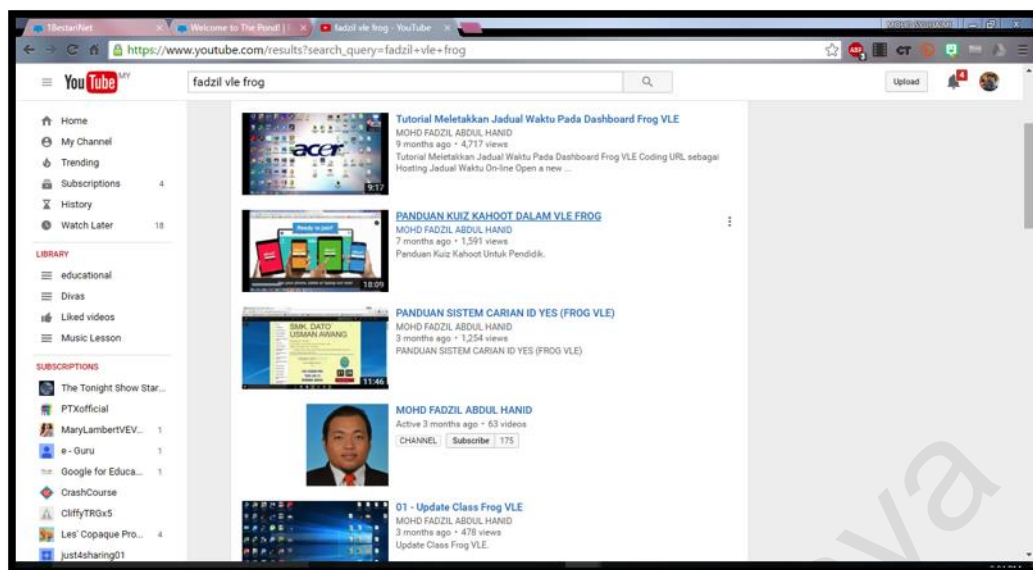 1BestariNet
Welcome to The Pond! |
fadzil vle frog - YouTube
https://www.youtube.com/results?search_query=fadzil+vle+frog
ABP
CT
You Tube MY
fadzil vle frog
Upload
4
Home
My Channel
Trending
Subscriptions 4
History
Watch Later 18
LIBRARY
educational
Divas
Liked videos
Music Lesson
SUBSCRIPTIONS
The Tonight Show Star...
PTXofficial
MaryLambertVEV... 1
e - Guru 1
Google for Educa... 1
CrashCourse
CliffyTRGx5
Les' Copaque Pro... 4
just4sharing01
acer
9:17
Tutorial Meletakkan Jadual Waktu Pada Dashboard Frog VLE
MOHD FADZIL ABDUL HANID
9 months ago • 4,717 views
Tutorial Meletakkan Jadual Waktu Pada Dashboard Frog VLE Coding URL sebagai
Hosting Jadual Waktu On-line Open a new ...
Ready to join?
18:09
PANDUAN KUIZ KAHOOT DALAM VLE FROG
MOHD FADZIL ABDUL HANID
7 months ago • 1,591 views
Panduan Kuiz Kahoot Untuk Pendidik.
SMK. DATO'
USMAN AWANG.
11:46
PANDUAN SISTEM CARIAN ID YES (FROG VLE)
MOHD FADZIL ABDUL HANID
3 months ago • 1,254 views
PANDUAN SISTEM CARIAN ID YES (FROG VLE)
MOHD FADZIL ABDUL HANID
Active 3 months ago • 63 videos
CHANNEL Subscribe 175
01 - Update Class Frog VLE
MOHD FADZIL ABDUL HANID
3 months ago • 478 views
Update Class Frog VLE.
aya